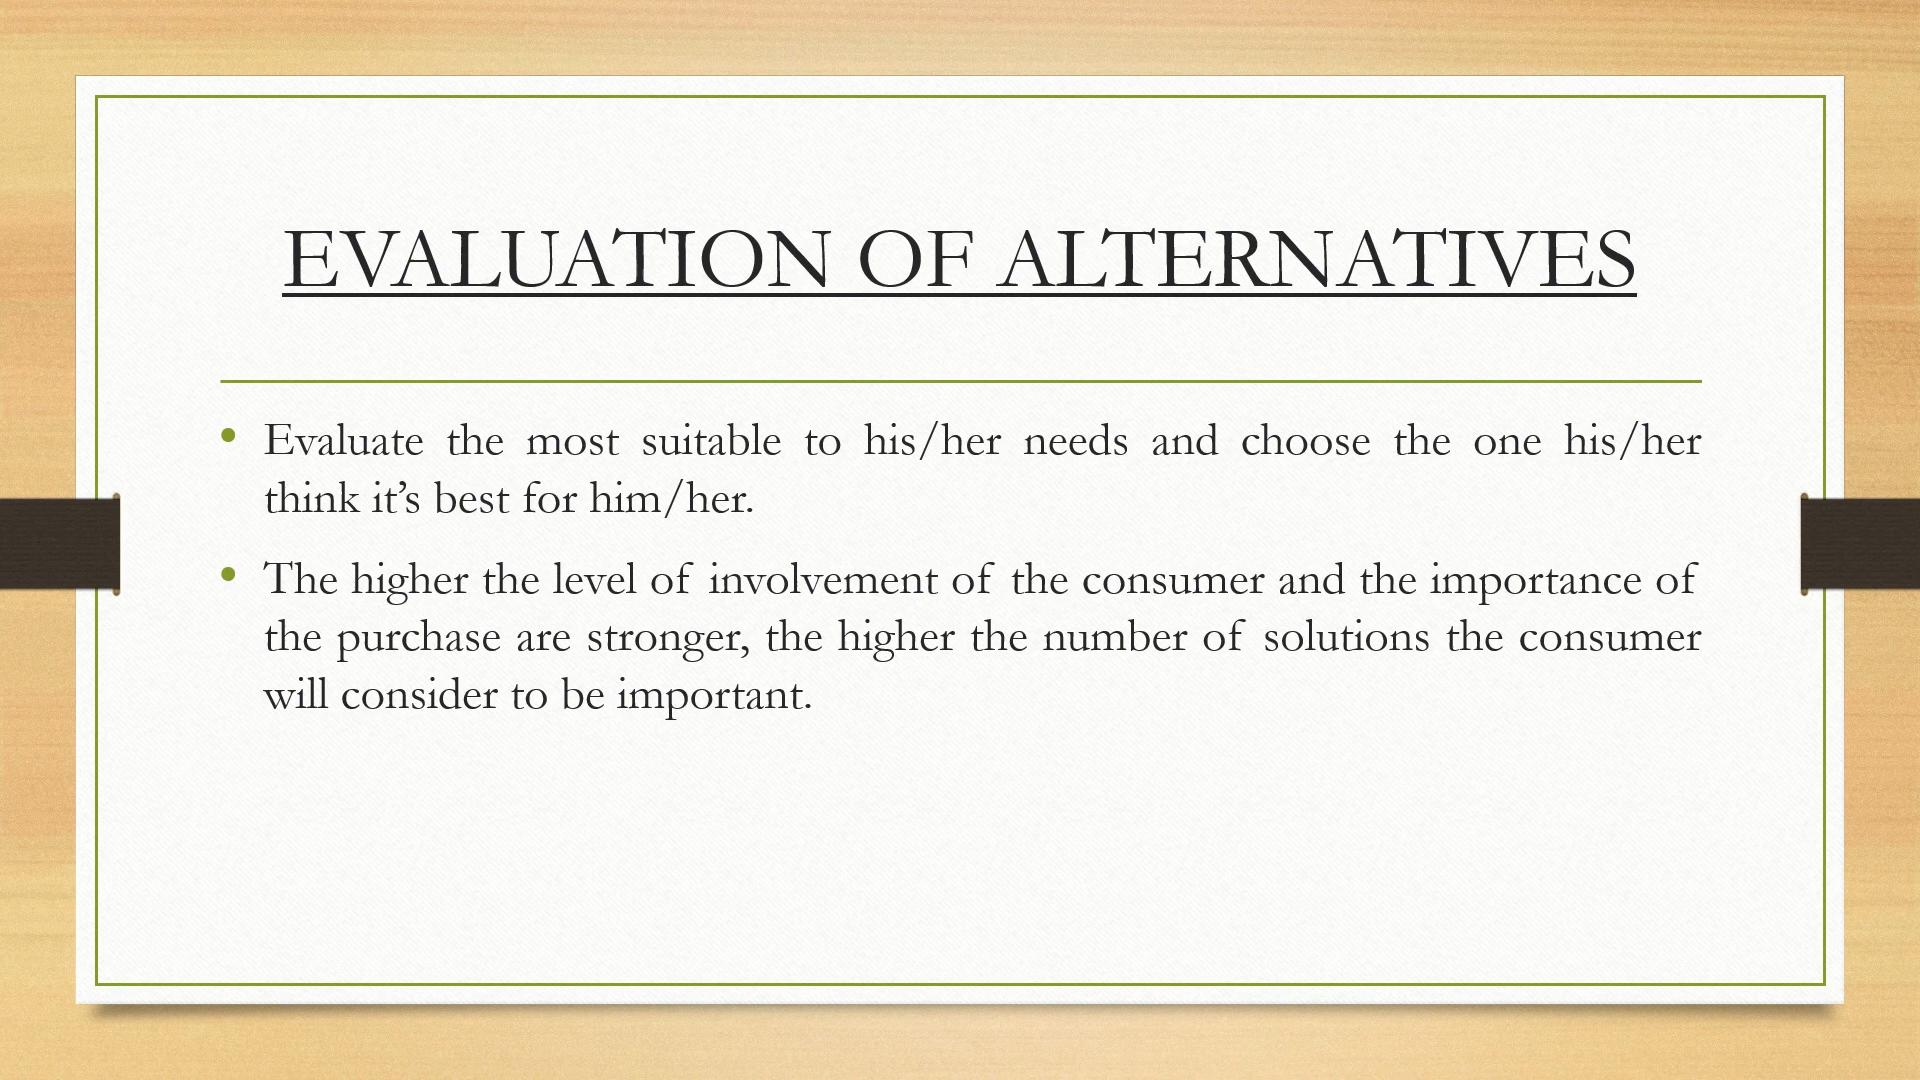 EVALUATION OF ALTERNATIVES
• Evaluate the most suitable to his/her needs and choose the one his/her
think it’s best for him/her.
• The higher the level of involvement of the consumer and the importance of
the purchase are stronger, the higher the number of solutions the consumer
will consider to be important.